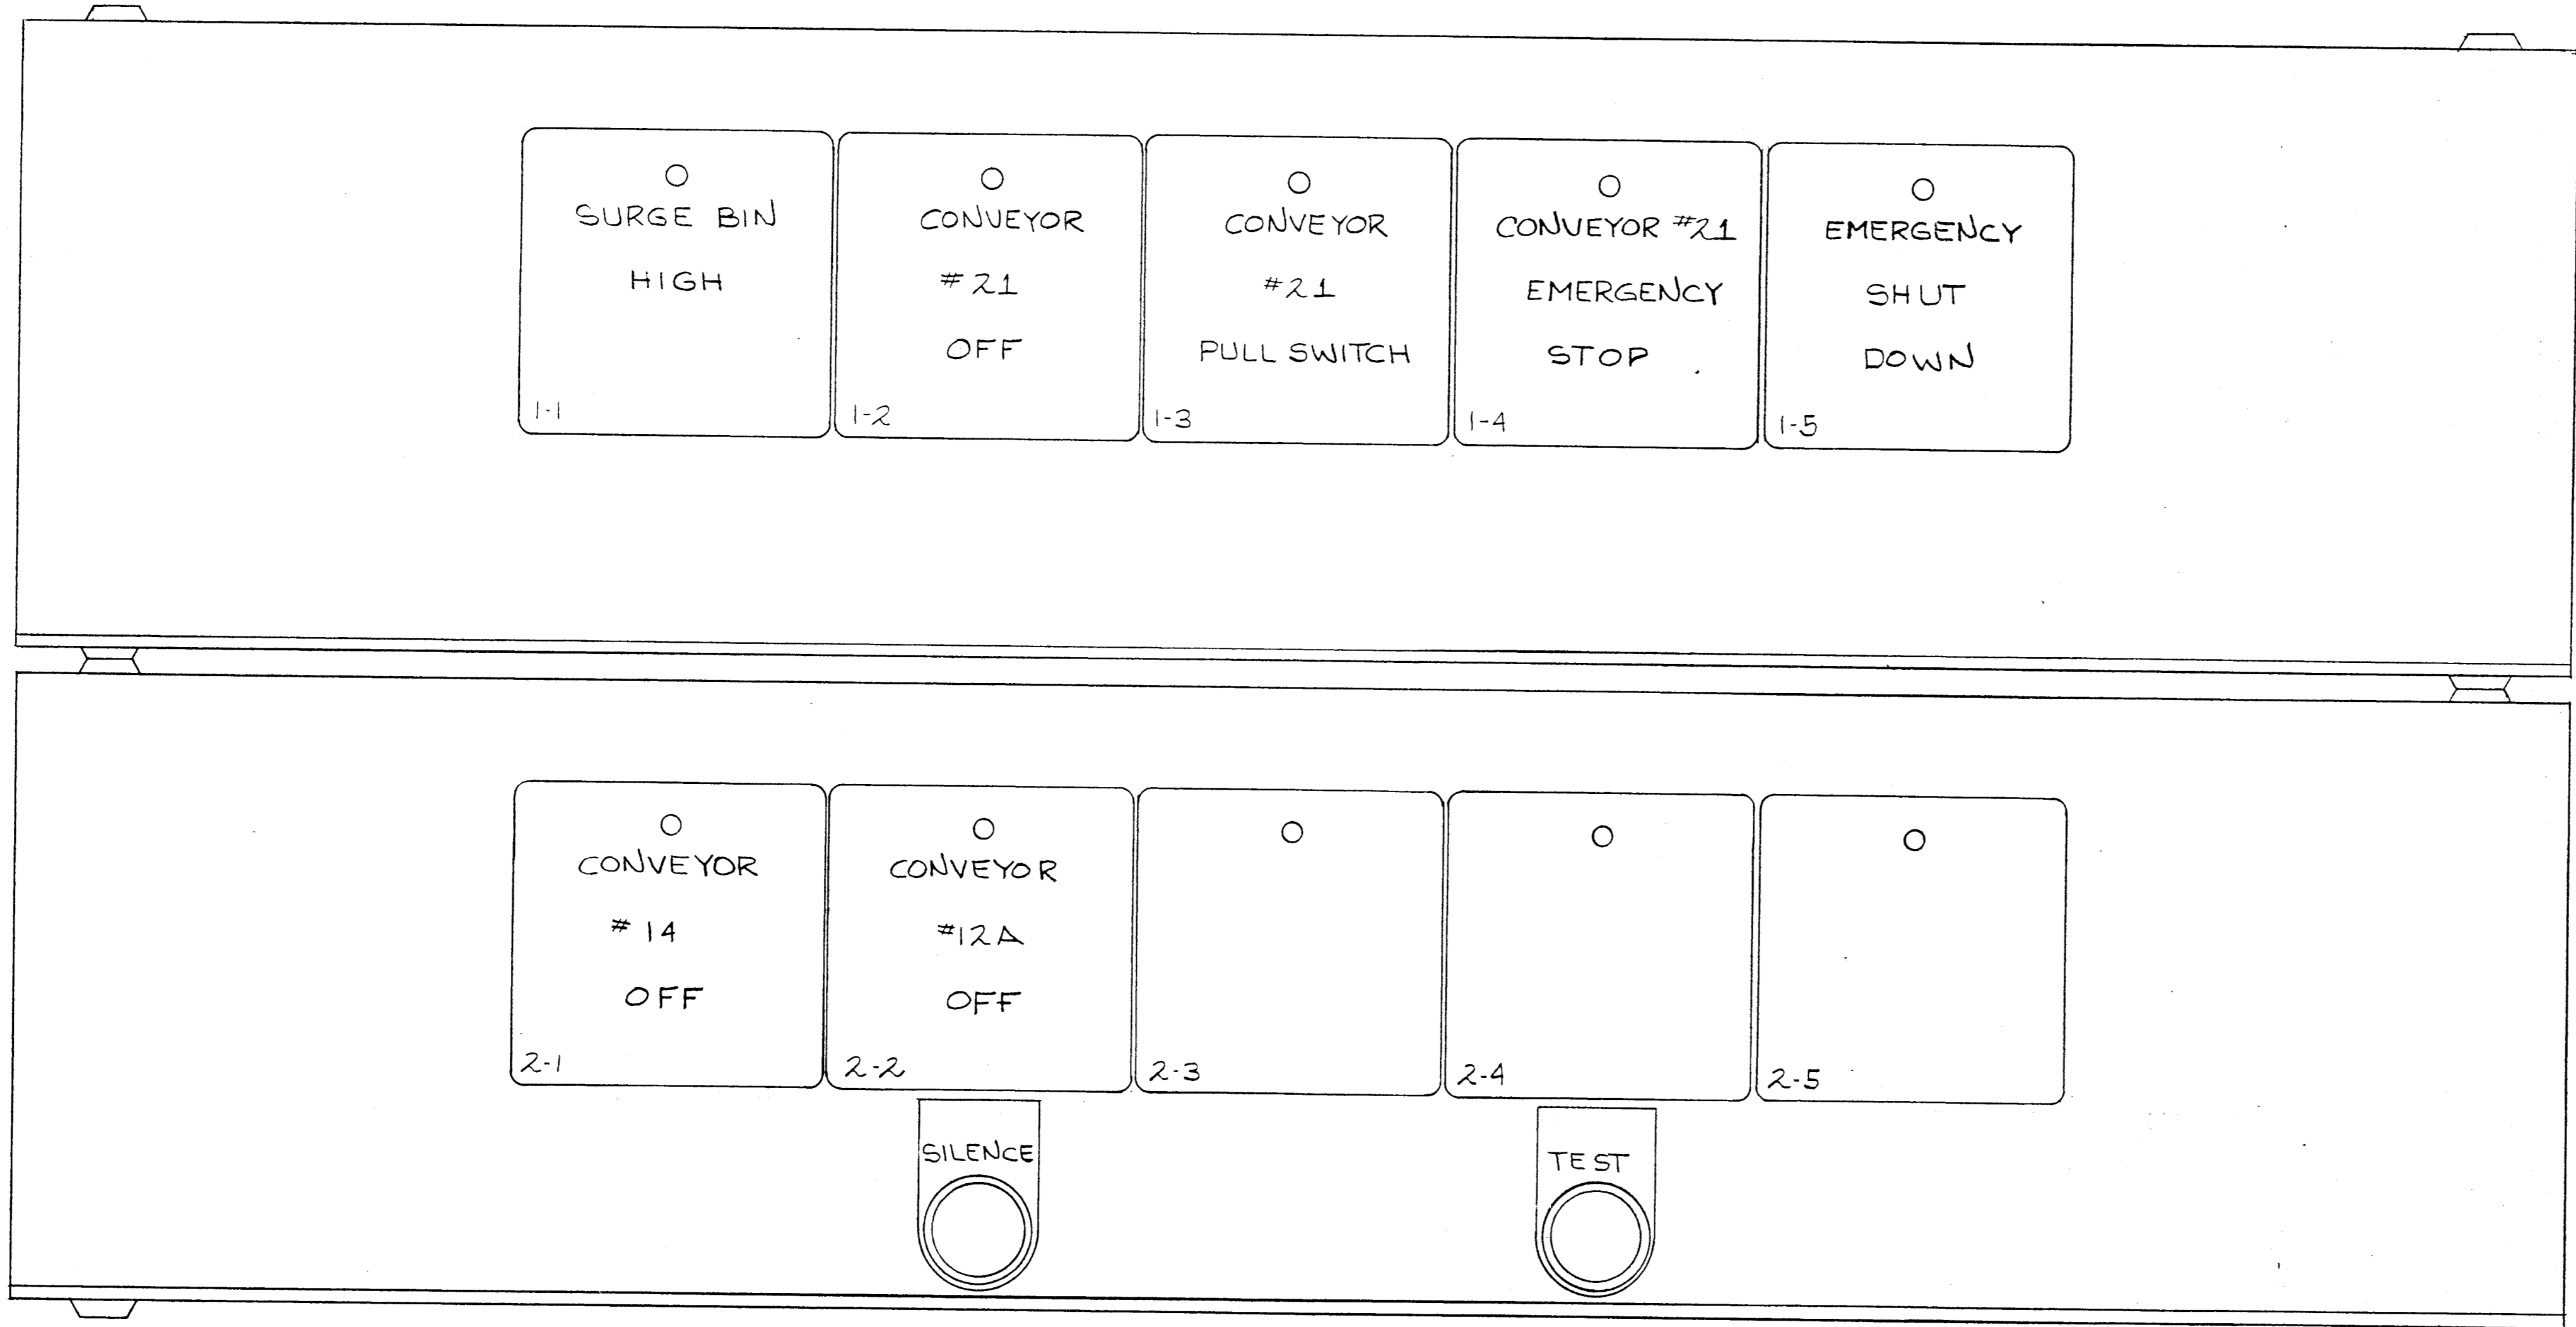 SURGE BIN
HIGH
1-1
CONVEYOR
#21
OFF
1-2
CONVEYOR
#21
PULL SWITCH
1-3
CONVEYOR #21
EMERGENCY
STOP
1-4
EMERGENCY
SHUT
DOWN
1-5
CONVEYOR
#14
OFF
2-1
CONVEYOR
#12A
OFF
2-2
2-3
2-4
2-5
SILENCE
TEST